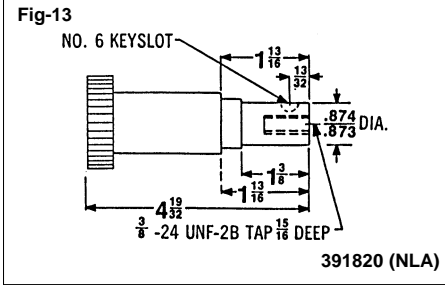 Fig-13
NO. 6 KEYSLOT
1 13/16
13/32
.874
.873 DIA.
1 3/8
1 13/16
4 19/32
3/8 -24 UNF-2B TAP 15/16 DEEP
391820 (NLA)